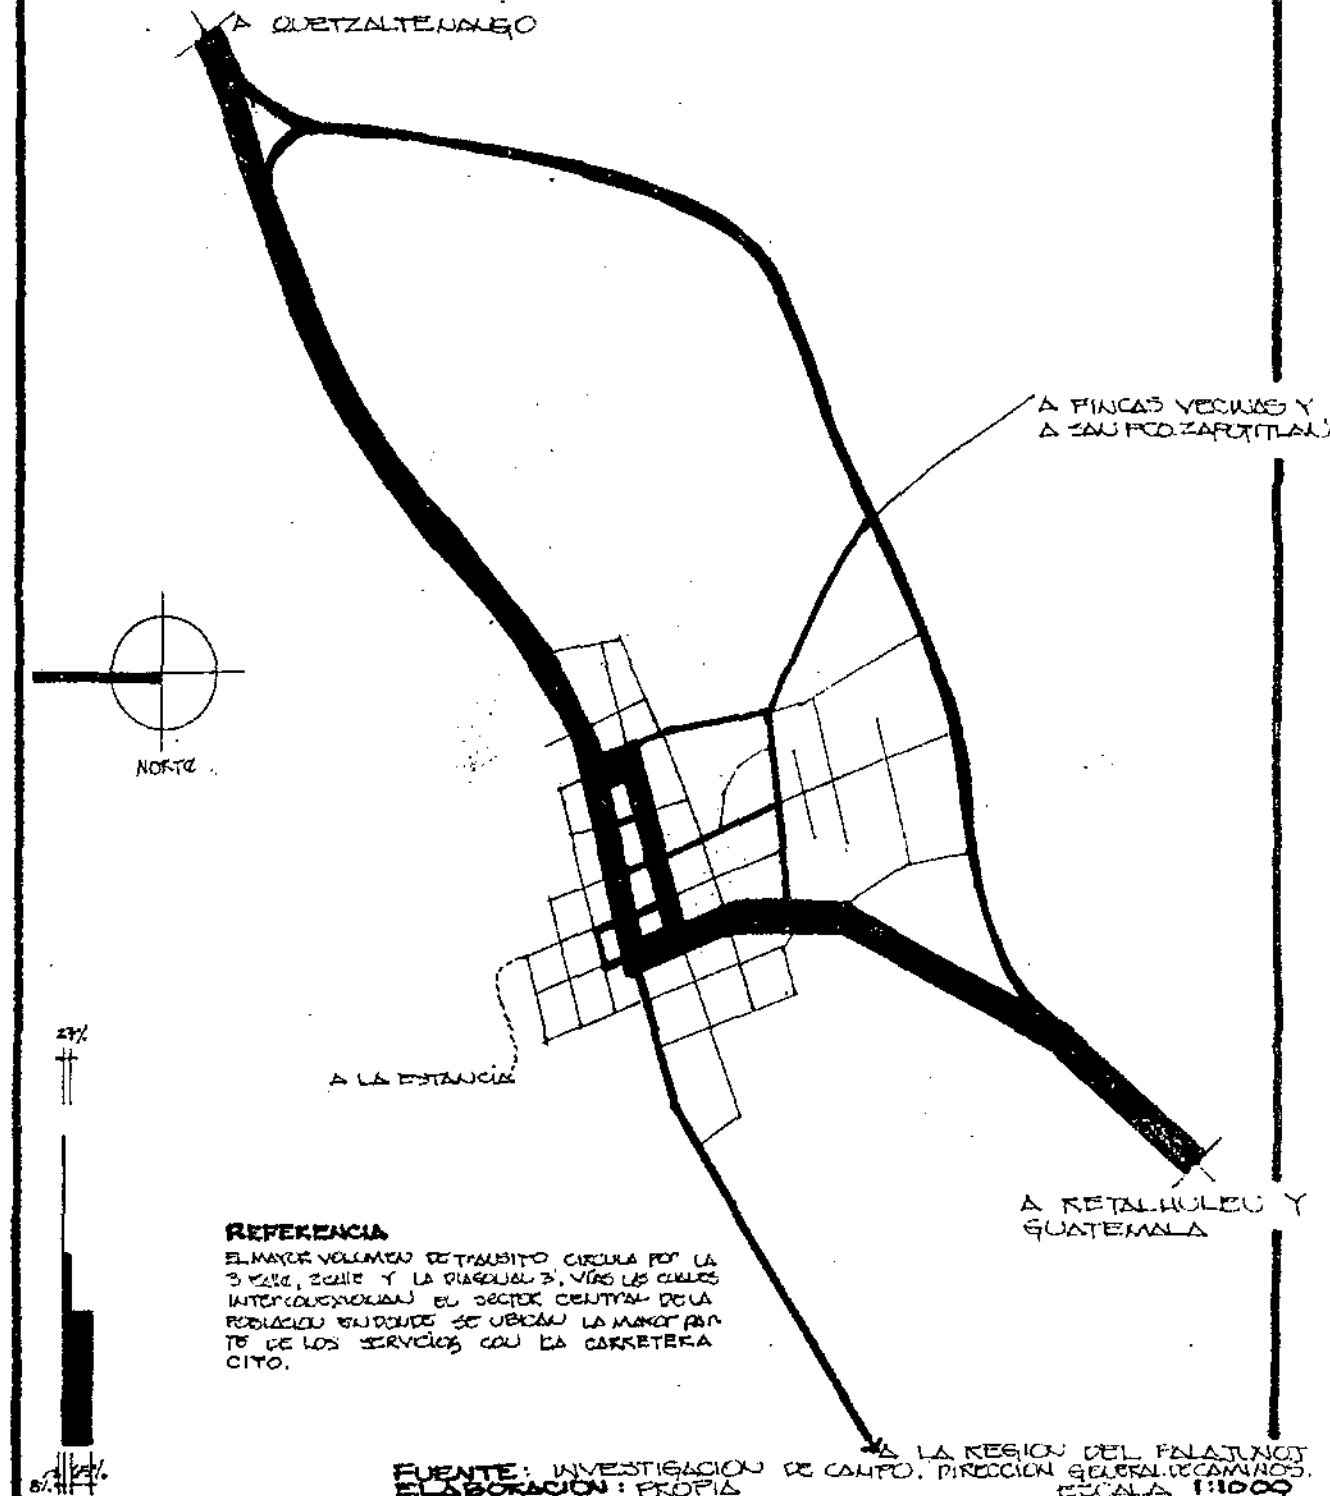 A QUETZALTENANGO
A FINCAS VECINAS Y
A SAN FCO. ZAPOTITLAN
NORTE
27%
A LA ESTANCIA
A RETALHULEU Y
GUATEMALA
REFERENCIA
EL MAYOR VOLUMEN DE TRANSITO CIRCULA POR LA
3 CALLE, 2 CALLE Y LA DIAGONAL 3, VIAS LAS CUALES
INTERCONEXIONAN EL SECTOR CENTRAL DE LA
POBLACION EN DONDE SE UBICAN LA MAYOR PAR
TE DE LOS SERVICIOS CON LA CARRETERA
CITO.
A LA REGION DEL PALAJUNOJ
FUENTE: INVESTIGACION DE CAMPO. DIRECCION GENERAL DE CAMINOS.
ELABORACION: PROPIA
ESCALA 1:1000
8%